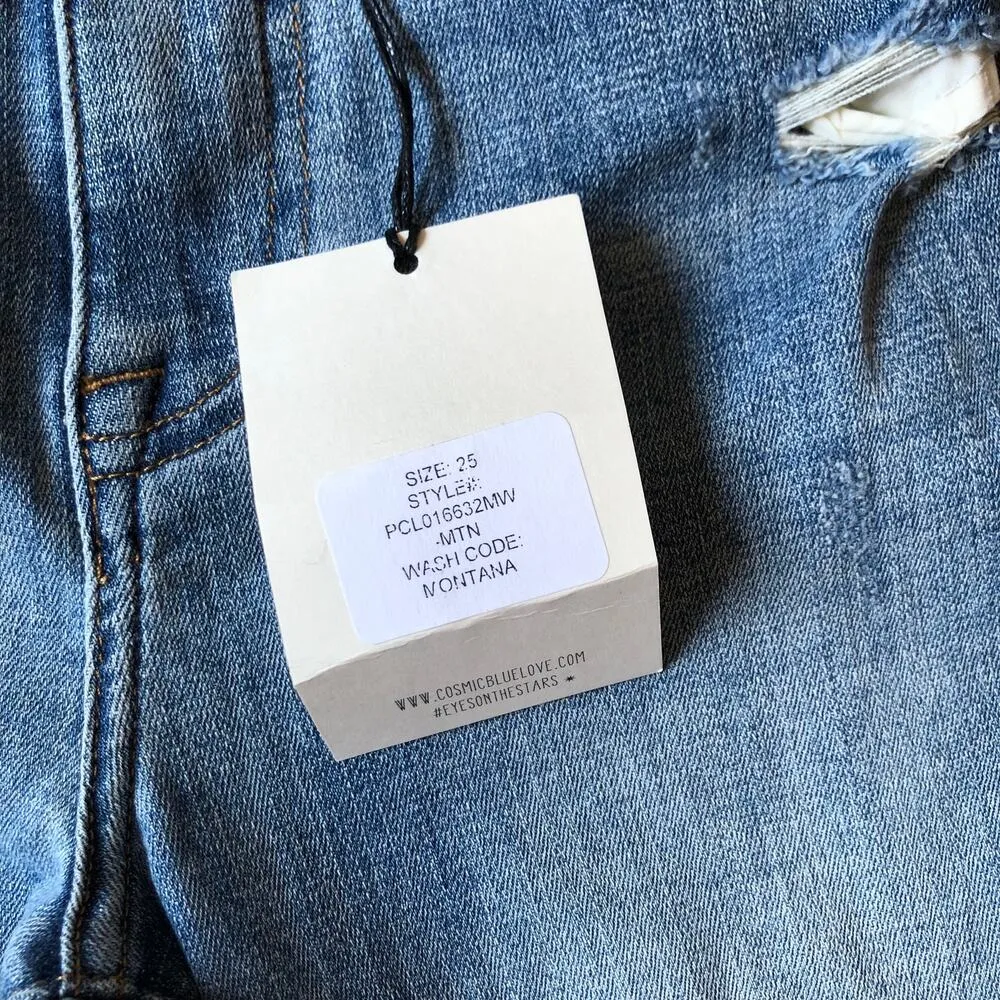 SIZE: 25
STYLE#:
PCL016632MW
-MTN
WASH CODE:
MONTANA
WWW.COSMICBLUELOVE.COM
#EYESONTHESTARS *